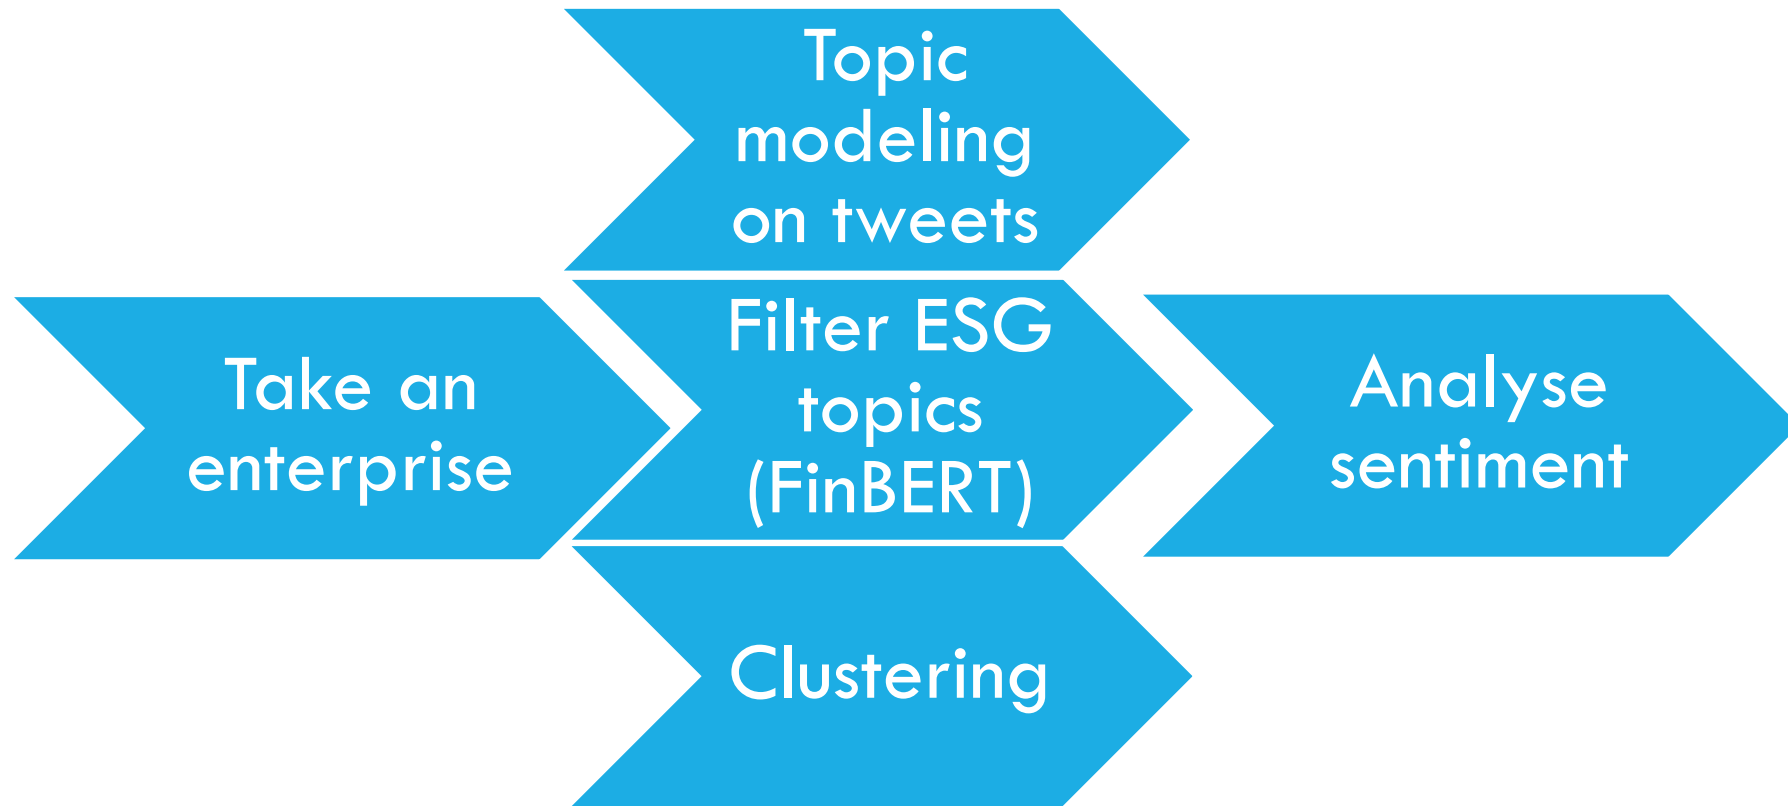 Take an
enterprise
Topic
modeling
on tweets
Filter ESG
topics
(FinBERT)
Clustering
Analyse
sentiment